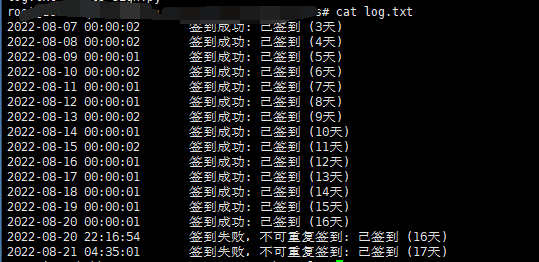 s# cat log.txt
2022-08-07 00:00:02 签到成功: 已签到 (3天)
2022-08-08 00:00:02 签到成功: 已签到 (4天)
2022-08-09 00:00:01 签到成功: 已签到 (5天)
2022-08-10 00:00:02 签到成功: 已签到 (6天)
2022-08-11 00:00:01 签到成功: 已签到 (7天)
2022-08-12 00:00:01 签到成功: 已签到 (8天)
2022-08-13 00:00:02 签到成功: 已签到 (9天)
2022-08-14 00:00:01 签到成功: 已签到 (10天)
2022-08-15 00:00:02 签到成功: 已签到 (11天)
2022-08-16 00:00:01 签到成功: 已签到 (12天)
2022-08-17 00:00:01 签到成功: 已签到 (13天)
2022-08-18 00:00:01 签到成功: 已签到 (14天)
2022-08-19 00:00:01 签到成功: 已签到 (15天)
2022-08-20 00:00:01 签到成功: 已签到 (16天)
2022-08-20 22:16:54 签到失败, 不可重复签到: 已签到 (16天)
2022-08-21 04:35:01 签到失败, 不可重复签到: 已签到 (17天)